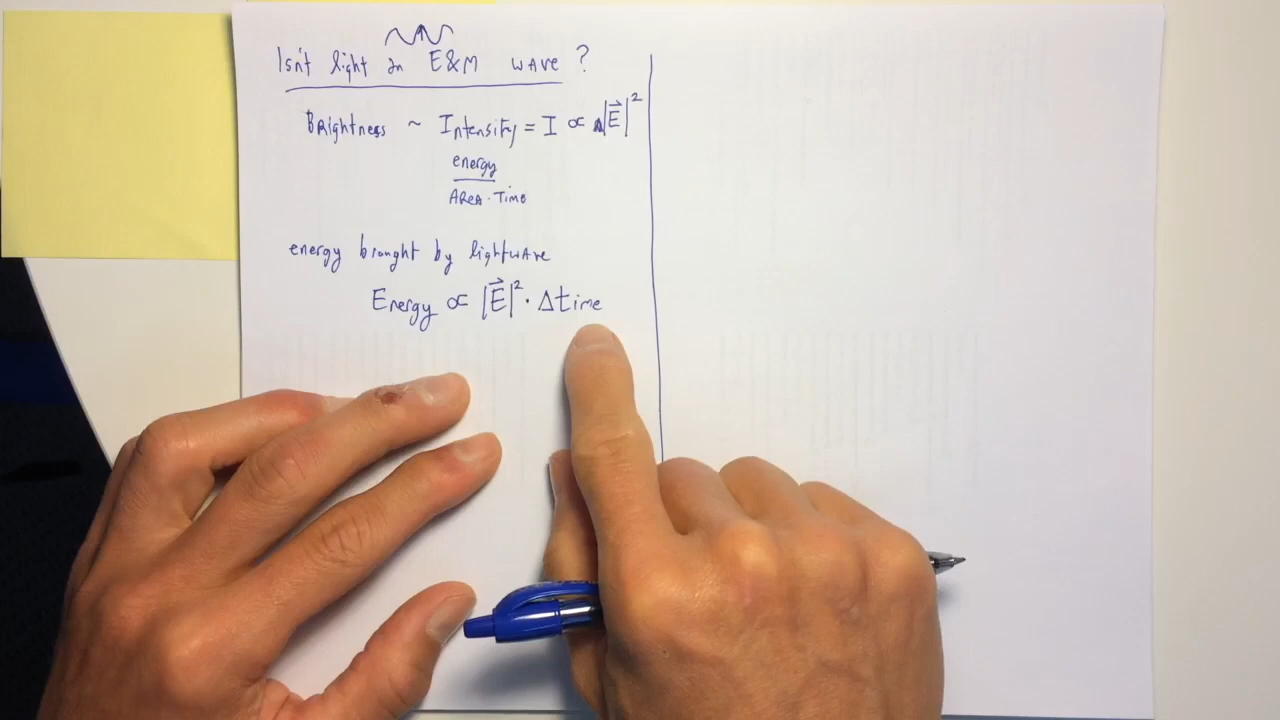 Isn't light an E&M wave ?
Brightness ~ Intensity = I ∝ |E⃗|²
energy
Area · Time
energy brought by lightwave
Energy ∝ |E⃗|² · Δtime